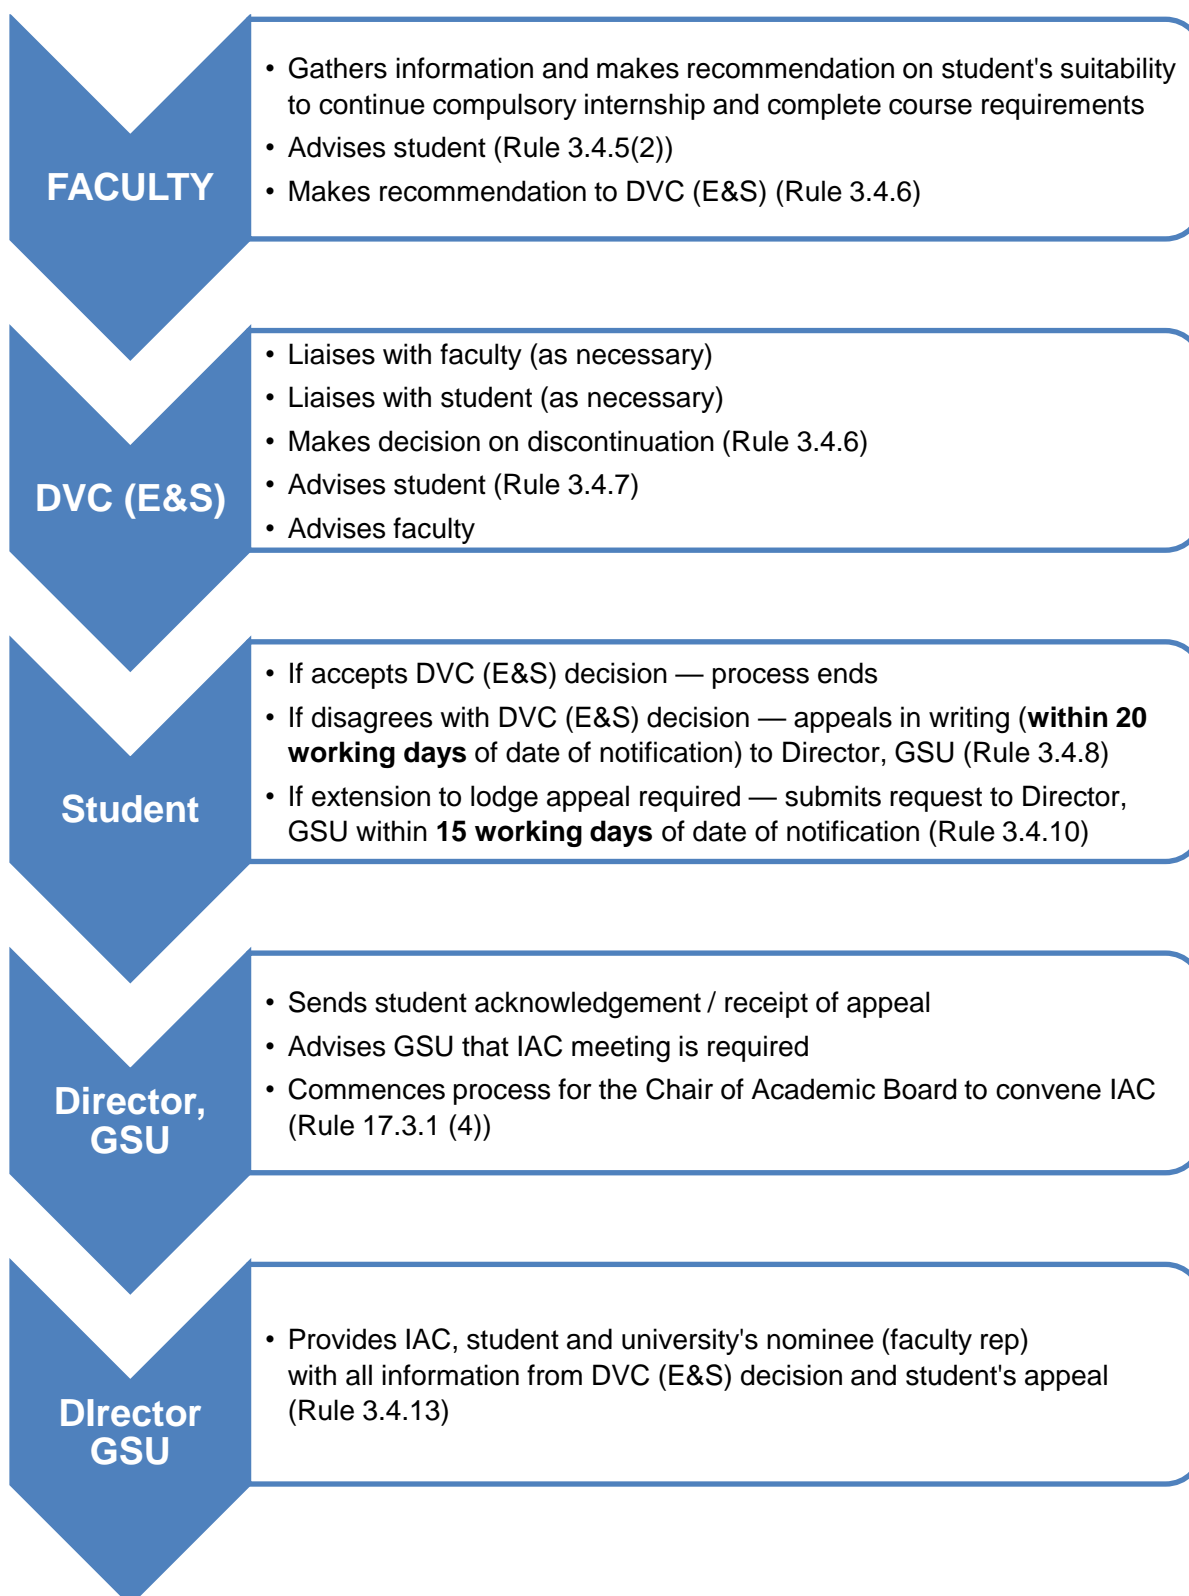 FACULTY
• Gathers information and makes recommendation on student's suitability
to continue compulsory internship and complete course requirements
• Advises student (Rule 3.4.5(2))
• Makes recommendation to DVC (E&S) (Rule 3.4.6)
DVC (E&S)
• Liaises with faculty (as necessary)
• Liaises with student (as necessary)
• Makes decision on discontinuation (Rule 3.4.6)
• Advises student (Rule 3.4.7)
• Advises faculty
Student
• If accepts DVC (E&S) decision — process ends
• If disagrees with DVC (E&S) decision — appeals in writing (within 20
working days of date of notification) to Director, GSU (Rule 3.4.8)
• If extension to lodge appeal required — submits request to Director,
GSU within 15 working days of date of notification (Rule 3.4.10)
Director,
GSU
• Sends student acknowledgement / receipt of appeal
• Advises GSU that IAC meeting is required
• Commences process for the Chair of Academic Board to convene IAC
(Rule 17.3.1 (4))
DIrector
GSU
• Provides IAC, student and university's nominee (faculty rep)
with all information from DVC (E&S) decision and student's appeal
(Rule 3.4.13)